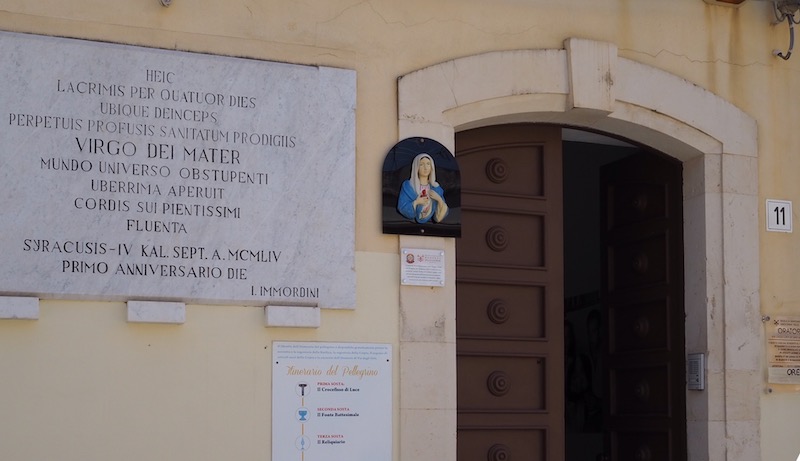 HEIC
LACRIMIS PER QUATUOR DIES
UBIQUE DEINCEPS
PERPETUIS PROFUSIS SANITATUM PRODIGIIS
VIRGO DEI MATER
MUNDO UNIVERSO OBSTUPENTI
UBERRIMA APERUIT
CORDIS SUI PIENTISSIMI
FLUENTA
SYRACUSIS-IV KAL. SEPT. A. MCMLIV
PRIMO ANNIVERSARIO DIE
I. IMMORDINI
11
Itinerario del Pellegrino
PRIMA SOSTA:
Il Crocefisso di Luce
SECONDA SOSTA
Il Fonte Battesimale
TERZA SOSTA
Il Reliquiario